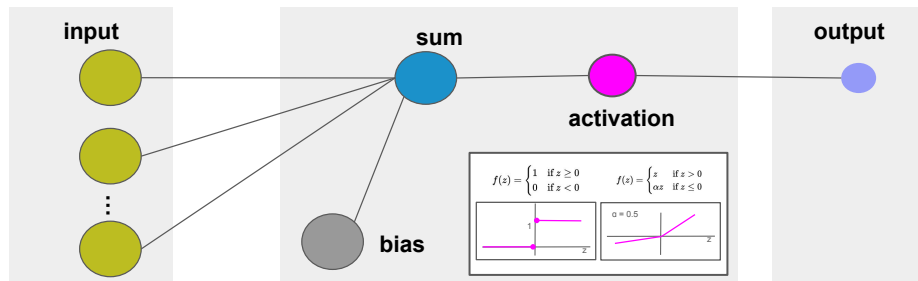 input
sum
output
activation
bias
⋮
f(z) = {1 if z ≥ 0
0 if z < 0
f(z) = {z if z > 0
αz if z ≤ 0
1
z
α = 0.5
z